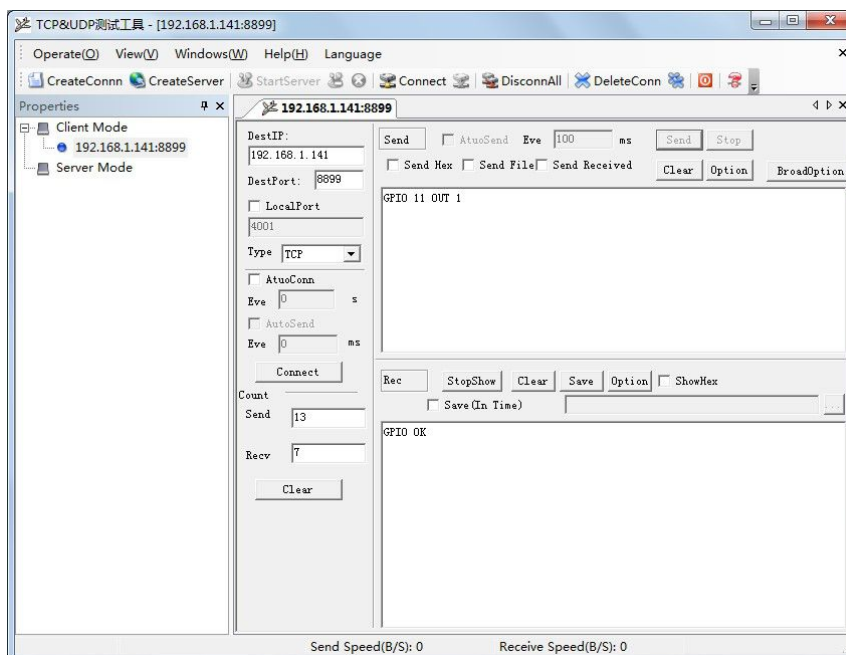 TCP&UDP测试工具 - [192.168.1.141:8899]
Operate(O) View(V) Windows(W) Help(H) Language
CreateConnn CreateServer StartServer Connect DisconnAll DeleteConn
Properties
Client Mode
192.168.1.141:8899
Server Mode
192.168.1.141:8899
DestIP:
192.168.1.141
DestPort: 8899
LocalPort
4001
Type TCP
AtuoConn
Eve 0 s
AutoSend
Eve 0 ms
Connect
Count
Send 13
Recv 7
Clear
Send AtuoSend Eve 100 ms Send Stop
Send Hex Send File Send Received Clear Option BroadOption
GPIO 11 OUT 1
Rec StopShow Clear Save Option ShowHex
Save(In Time) ...
GPIO OK
Send Speed(B/S): 0 Receive Speed(B/S): 0